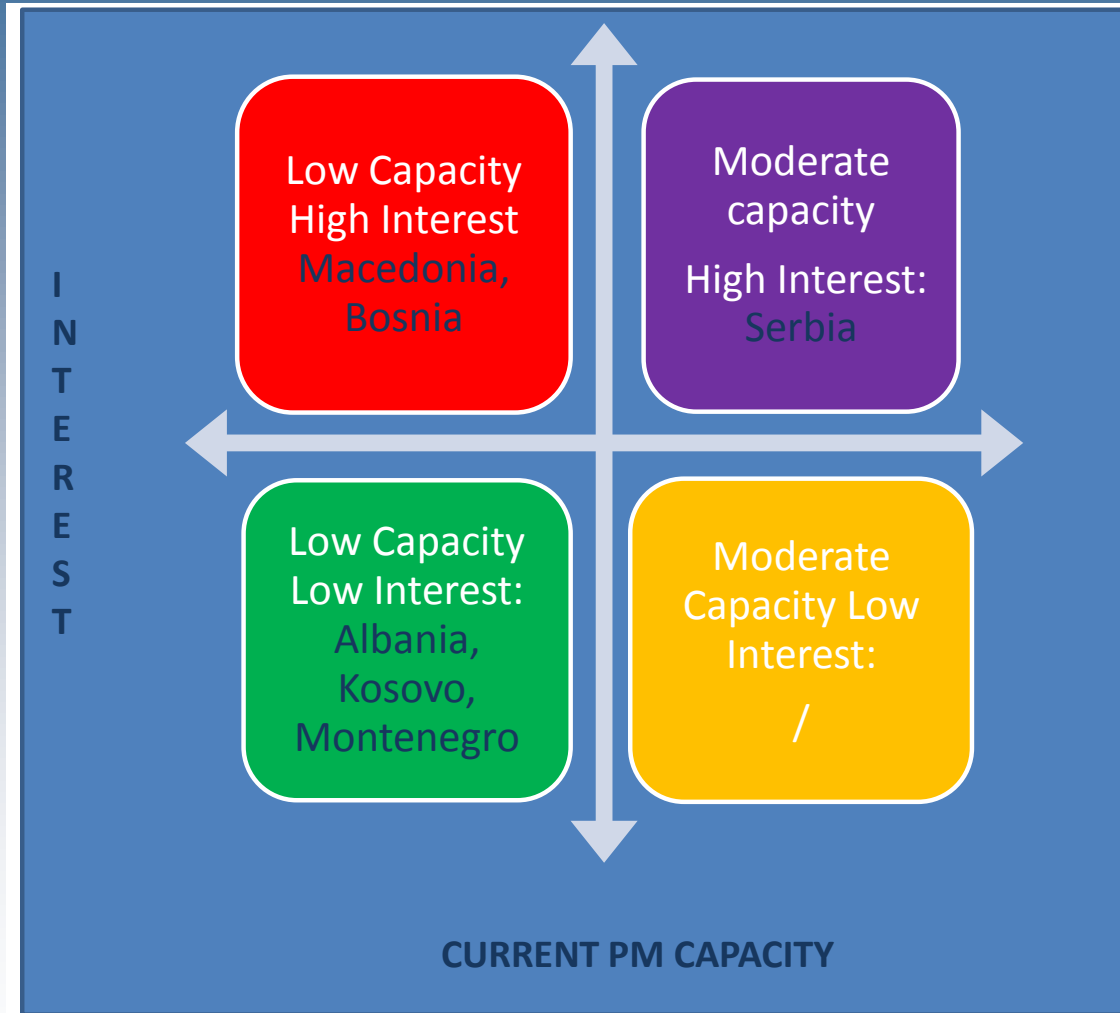 I
N
T
E
R
E
S
T
Low Capacity
High Interest
Macedonia,
Bosnia
Moderate
capacity
High Interest:
Serbia
Low Capacity
Low Interest:
Albania,
Kosovo,
Montenegro
Moderate
Capacity Low
Interest:
/
CURRENT PM CAPACITY